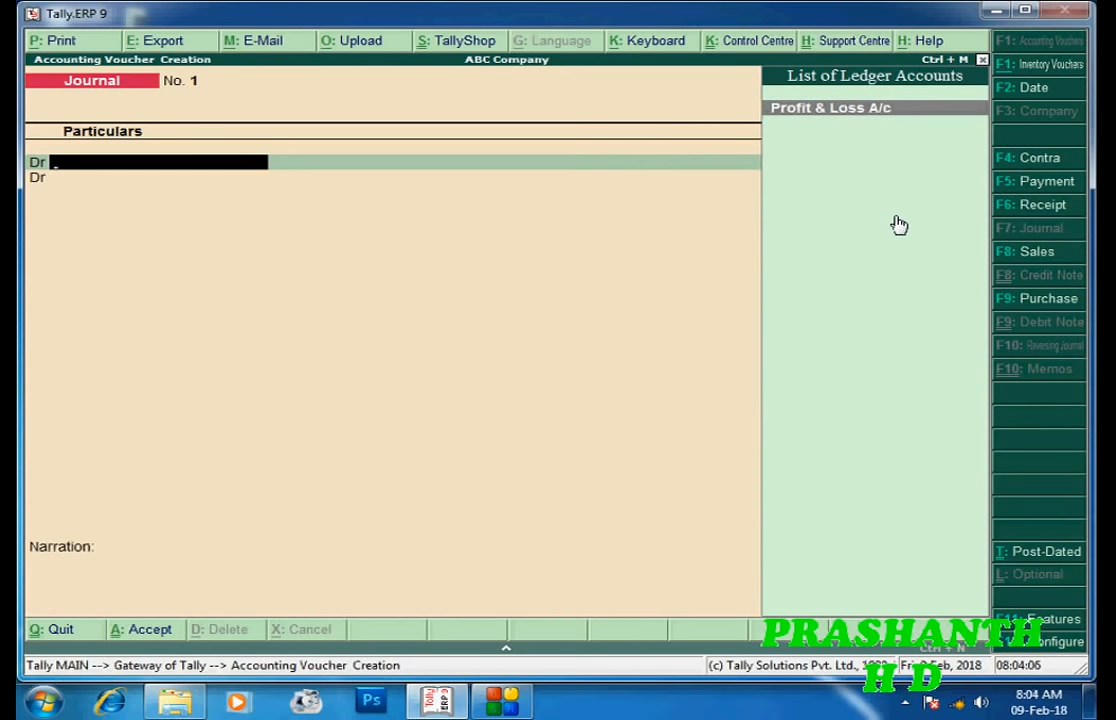 Tally.ERP 9
P: Print E: Export M: E-Mail O: Upload S: TallyShop G: Language K: Keyboard K: Control Centre H: Support Centre H: Help
Accounting Voucher Creation ABC Company Ctrl + M
Journal No. 1
Particulars
Dr
Dr
Narration:
List of Ledger Accounts
Profit & Loss A/c
F1: Accounting Vouchers
F1: Inventory Vouchers
F2: Date
F3: Company
F4: Contra
F5: Payment
F6: Receipt
F7: Journal
F8: Sales
F8: Credit Note
F9: Purchase
F9: Debit Note
F10: Reversing Journal
F10: Memos
T: Post-Dated
L: Optional
F11: Features
Configure
Q: Quit A: Accept D: Delete X: Cancel
PRASHANTH
H D
Ctrl + N
Tally MAIN --> Gateway of Tally --> Accounting Voucher Creation (c) Tally Solutions Pvt. Ltd., Feb, 2018 08:04:06
Ps
Tally
8:04 AM
09-Feb-18